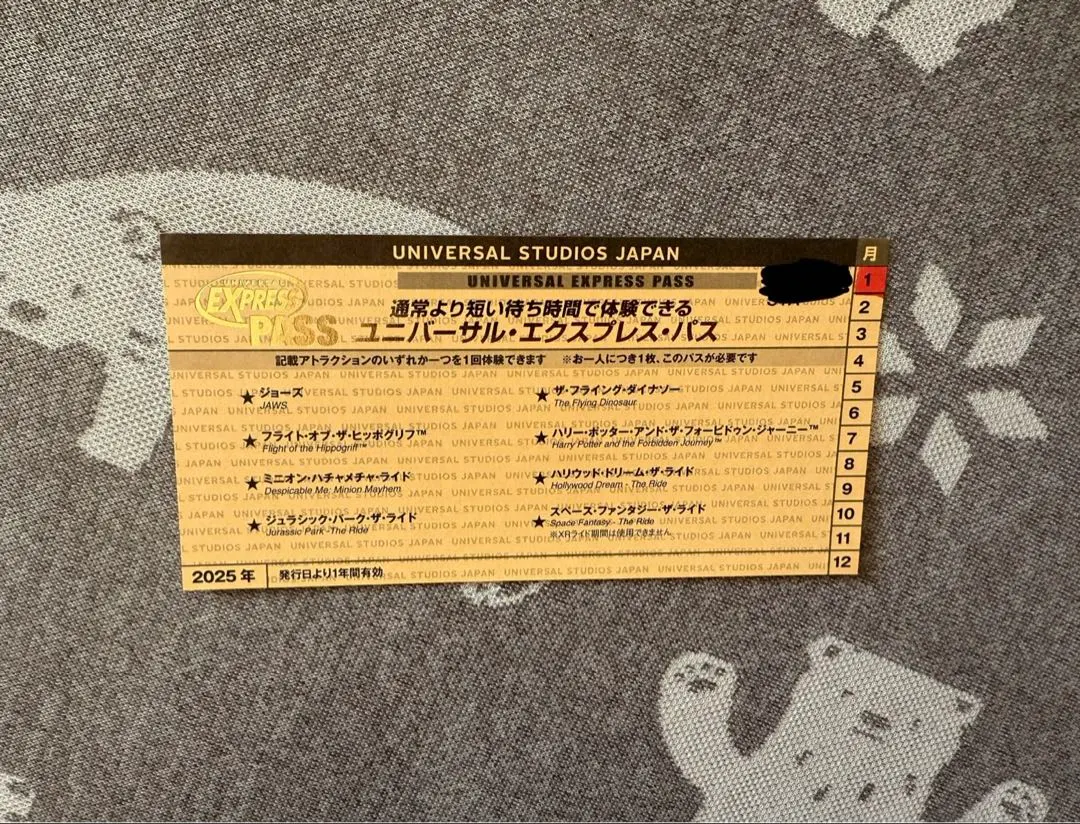 UNIVERSAL STUDIOS JAPAN
月
UNIVERSAL EXPRESS PASS
EXPRESS
PASS
通常より短い待ち時間で体験できる
ユニバーサル・エクスプレス・パス
記載アトラクションのいずれか一つを1回体験できます ※お一人につき1枚、このパスが必要です
★ ジョーズ
JAWS
★ フライト・オブ・ザ・ヒッポグリフ™
Flight of the Hippogriff™
★ ミニオン・ハチャメチャ・ライド
Despicable Me: Minion Mayhem
★ ジュラシック・パーク・ザ・ライド
Jurassic Park -The Ride
★ ザ・フライング・ダイナソー
The Flying Dinosaur
★ ハリー・ポッター・アンド・ザ・フォービドゥン・ジャーニー™
Harry Potter and the Forbidden Journey™
★ ハリウッド・ドリーム・ザ・ライド
Hollywood Dream - The Ride
★ スペース・ファンタジー・ザ・ライド
Space Fantasy - The Ride
※XRライド期間は使用できません
1
2
3
4
5
6
7
8
9
10
11
12
2025年
発行日より1年間有効